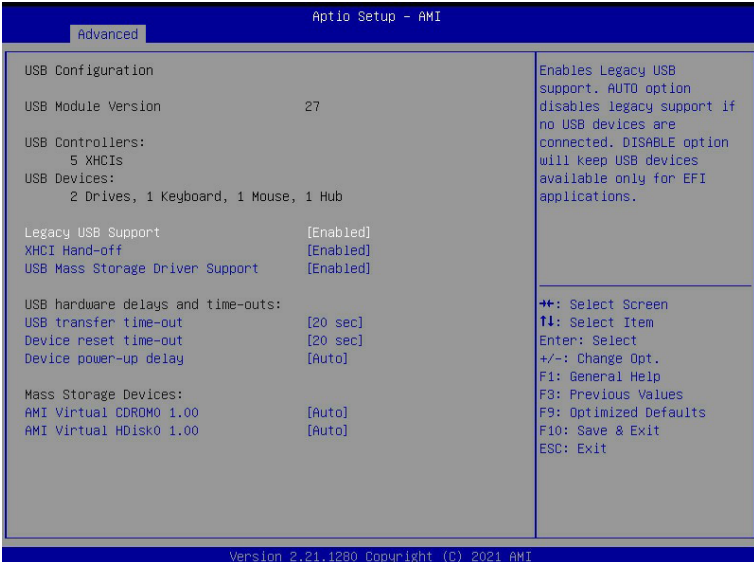 Aptio Setup - AMI
Advanced
USB Configuration
USB Module Version 27
USB Controllers:
5 XHCIs
USB Devices:
2 Drives, 1 Keyboard, 1 Mouse, 1 Hub
Legacy USB Support [Enabled]
XHCI Hand-off [Enabled]
USB Mass Storage Driver Support [Enabled]
USB hardware delays and time-outs:
USB transfer time-out [20 sec]
Device reset time-out [20 sec]
Device power-up delay [Auto]
Mass Storage Devices:
AMI Virtual CDROM0 1.00 [Auto]
AMI Virtual HDisk0 1.00 [Auto]
Enables Legacy USB
support. AUTO option
disables legacy support if
no USB devices are
connected. DISABLE option
will keep USB devices
available only for EFI
applications.
→←: Select Screen
↑↓: Select Item
Enter: Select
+/-: Change Opt.
F1: General Help
F3: Previous Values
F9: Optimized Defaults
F10: Save & Exit
ESC: Exit
Version 2.21.1280 Copyright (C) 2021 AMI